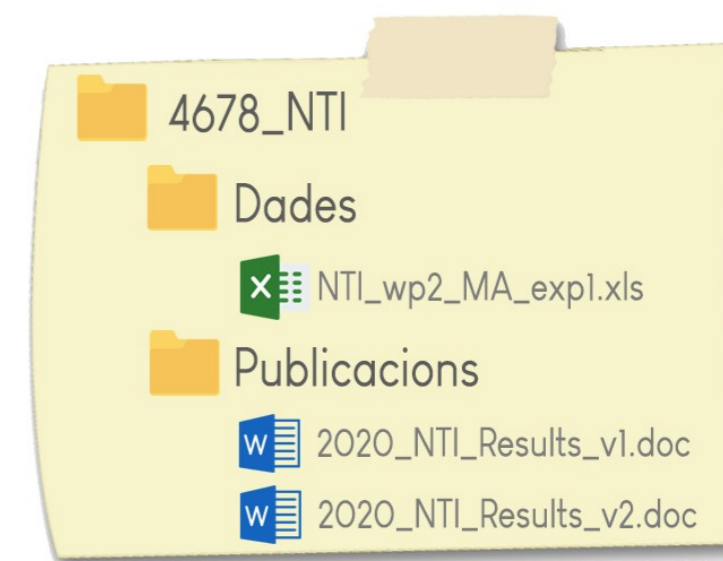 4678_NTI
Dades
NTI_wp2_MA_exp1.xls
Publicacions
2020_NTI_Results_v1.doc
2020_NTI_Results_v2.doc